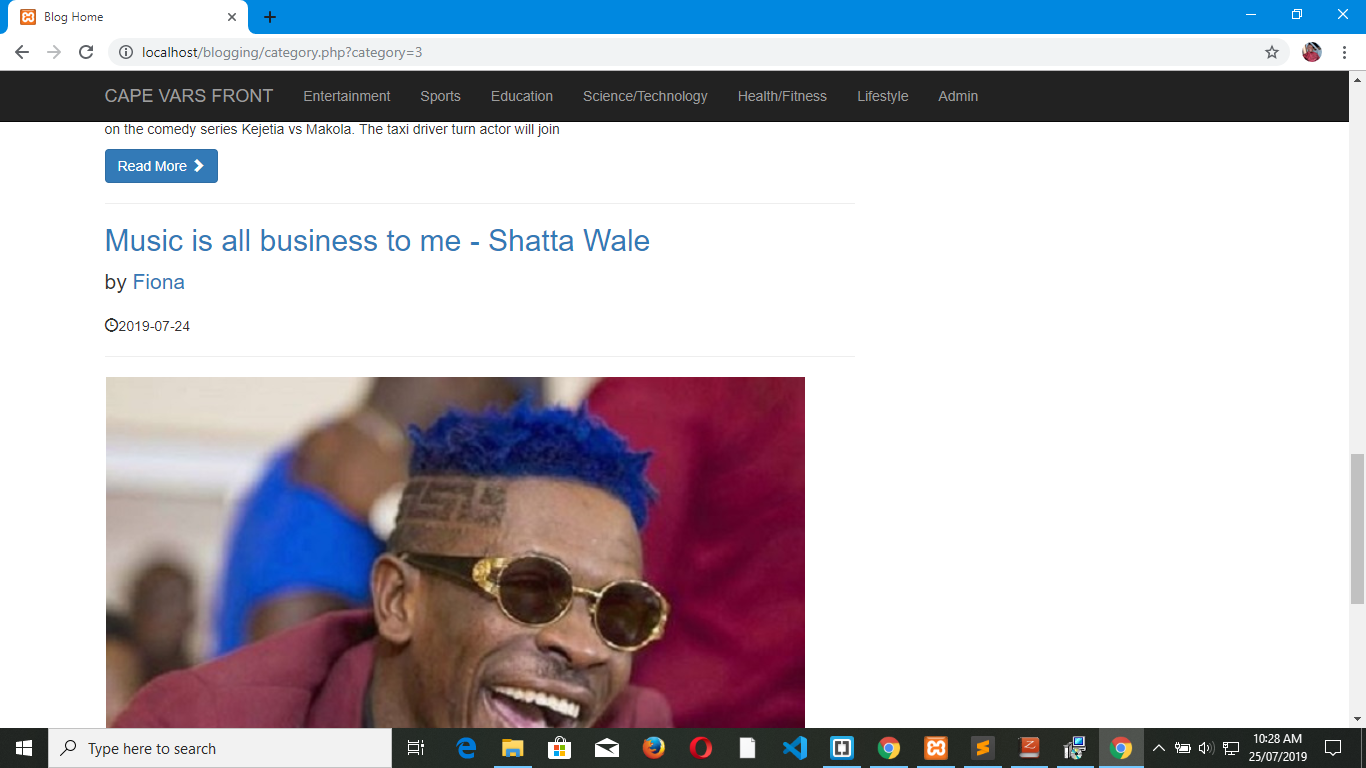 Blog Home
localhost/blogging/category.php?category=3
CAPE VARS FRONT Entertainment Sports Education Science/Technology Health/Fitness Lifestyle Admin
on the comedy series Kejetia vs Makola. The taxi driver turn actor will join
Read More
Music is all business to me - Shatta Wale
by Fiona
2019-07-24
Type here to search
10:28 AM
25/07/2019